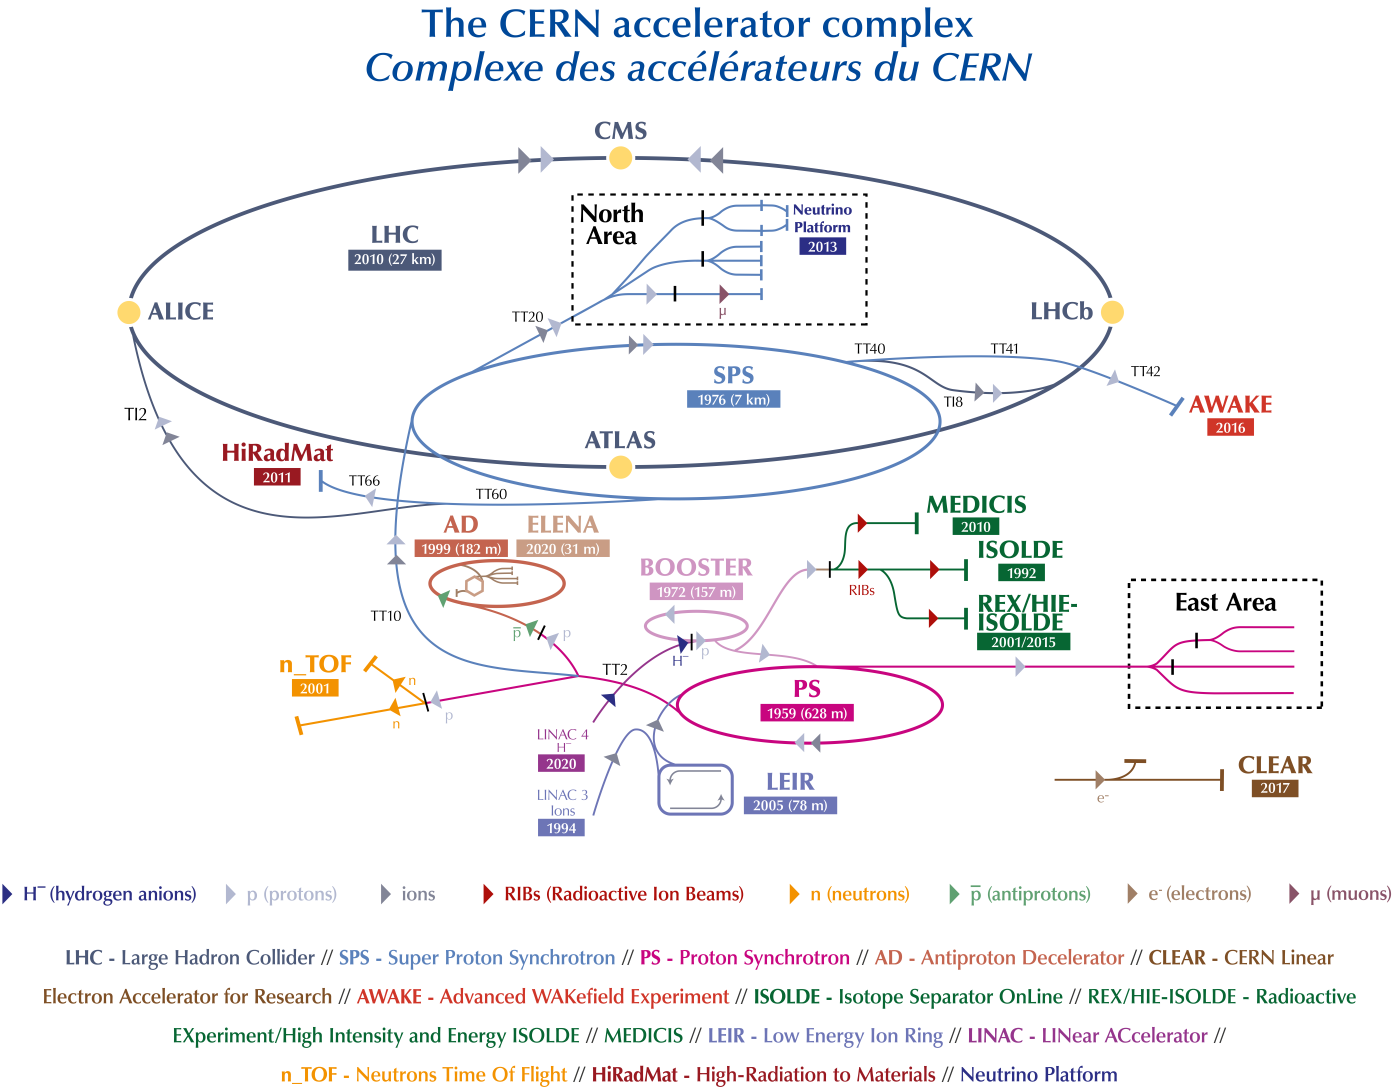 The CERN accelerator complex
Complexe des accélérateurs du CERN
CMS
North
Area
Neutrino
Platform
2013
LHC
2010 (27 km)
μ
ALICE
LHCb
TT20
TT40
TT41
TT42
SPS
1976 (7 km)
TI8
AWAKE
2016
TI2
ATLAS
HiRadMat
2011
TT66
TT60
MEDICIS
2010
AD
1999 (182 m)
ELENA
2020 (31 m)
ISOLDE
1992
BOOSTER
1972 (157 m)
RIBs
REX/HIE-
ISOLDE
2001/2015
East Area
TT10
p̅
p
H⁻
p
n_TOF
2001
n
n
p
TT2
PS
1959 (628 m)
LINAC 4
H⁻
2020
LINAC 3
Ions
1994
LEIR
2005 (78 m)
CLEAR
2017
e⁻
H⁻ (hydrogen anions)
p (protons)
ions
RIBs (Radioactive Ion Beams)
n (neutrons)
p̅ (antiprotons)
e⁻ (electrons)
μ (muons)
LHC - Large Hadron Collider // SPS - Super Proton Synchrotron // PS - Proton Synchrotron // AD - Antiproton Decelerator // CLEAR - CERN Linear
Electron Accelerator for Research // AWAKE - Advanced WAKefield Experiment // ISOLDE - Isotope Separator OnLine // REX/HIE-ISOLDE - Radioactive
EXperiment/High Intensity and Energy ISOLDE // MEDICIS // LEIR - Low Energy Ion Ring // LINAC - LINear ACcelerator //
n_TOF - Neutrons Time Of Flight // HiRadMat - High-Radiation to Materials // Neutrino Platform